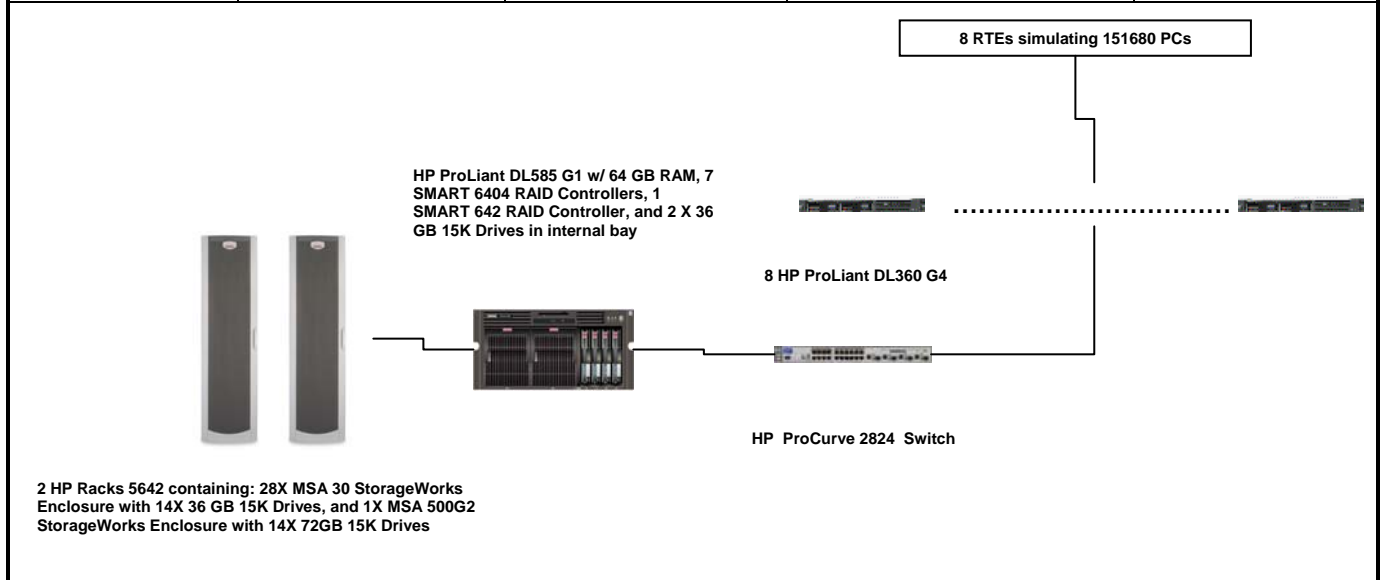 8 RTEs simulating 151680 PCs
HP ProLiant DL585 G1 w/ 64 GB RAM, 7
SMART 6404 RAID Controllers, 1
SMART 642 RAID Controller, and 2 X 36
GB 15K Drives in internal bay
8 HP ProLiant DL360 G4
HP ProCurve 2824 Switch
2 HP Racks 5642 containing: 28X MSA 30 StorageWorks
Enclosure with 14X 36 GB 15K Drives, and 1X MSA 500G2
StorageWorks Enclosure with 14X 72GB 15K Drives